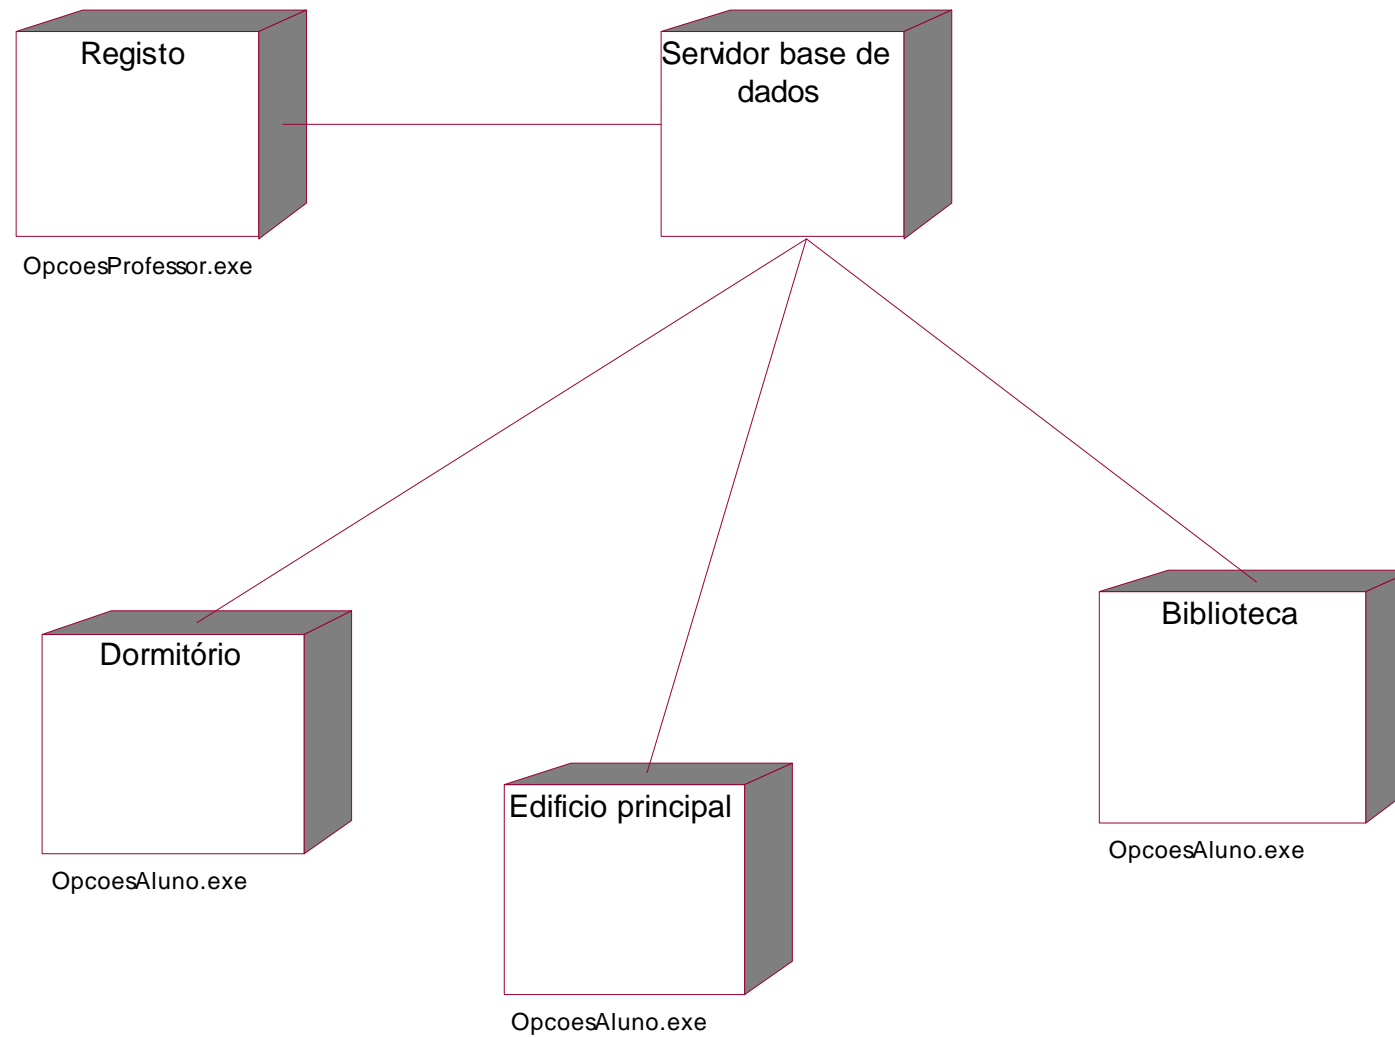 Registo
Servidor base de
dados
OpcoesProfessor.exe
Dormitório
Biblioteca
Edificio principal
OpcoesAluno.exe
OpcoesAluno.exe
OpcoesAluno.exe